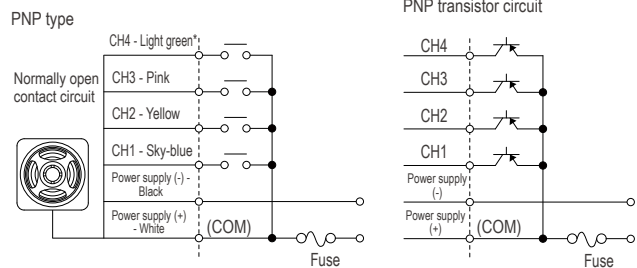 PNP type
Normally open
contact circuit
CH4 - Light green*
CH3 - Pink
CH2 - Yellow
CH1 - Sky-blue
Power supply (-) -
Black
Power supply (+)
- White
(COM)
Fuse
PNP transistor circuit
CH4
CH3
CH2
CH1
Power supply
(-)
Power supply
(+)
(COM)
Fuse